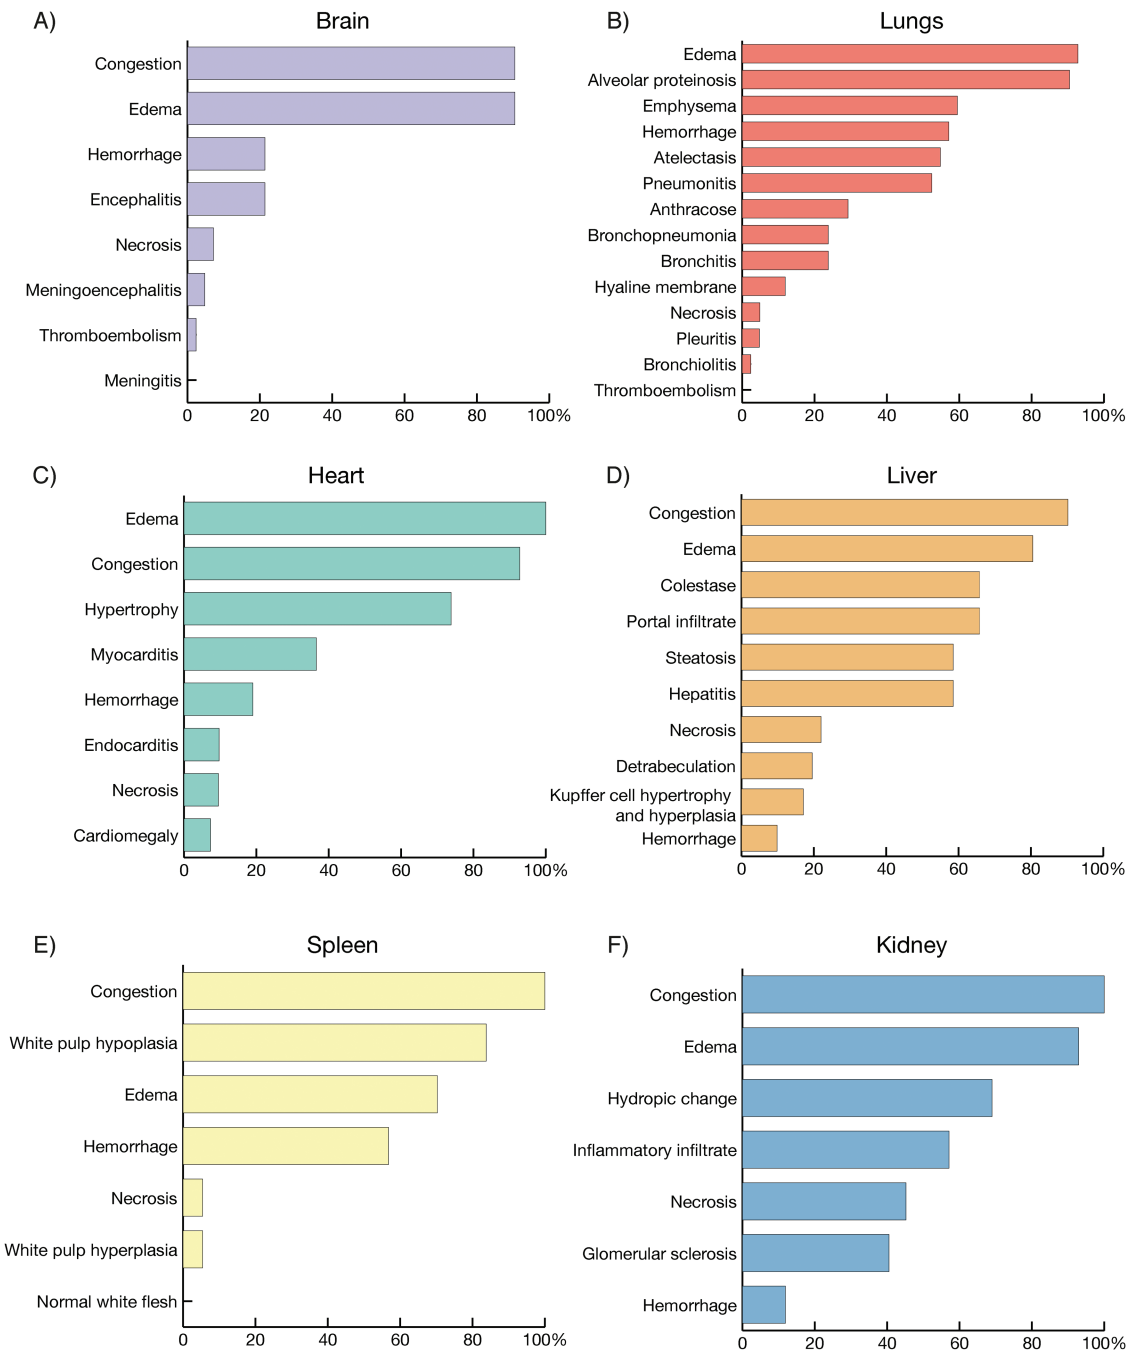 A) Brain
Congestion
Edema
Hemorrhage
Encephalitis
Necrosis
Meningoencephalitis
Thromboembolism
Meningitis
0 20 40 60 80 100%
B) Lungs
Edema
Alveolar proteinosis
Emphysema
Hemorrhage
Atelectasis
Pneumonitis
Anthracose
Bronchopneumonia
Bronchitis
Hyaline membrane
Necrosis
Pleuritis
Bronchiolitis
Thromboembolism
0 20 40 60 80 100%
C) Heart
Edema
Congestion
Hypertrophy
Myocarditis
Hemorrhage
Endocarditis
Necrosis
Cardiomegaly
0 20 40 60 80 100%
D) Liver
Congestion
Edema
Colestase
Portal infiltrate
Steatosis
Hepatitis
Necrosis
Detrabeculation
Kupffer cell hypertrophy
and hyperplasia
Hemorrhage
0 20 40 60 80 100%
E) Spleen
Congestion
White pulp hypoplasia
Edema
Hemorrhage
Necrosis
White pulp hyperplasia
Normal white flesh
0 20 40 60 80 100%
F) Kidney
Congestion
Edema
Hydropic change
Inflammatory infiltrate
Necrosis
Glomerular sclerosis
Hemorrhage
0 20 40 60 80 100%